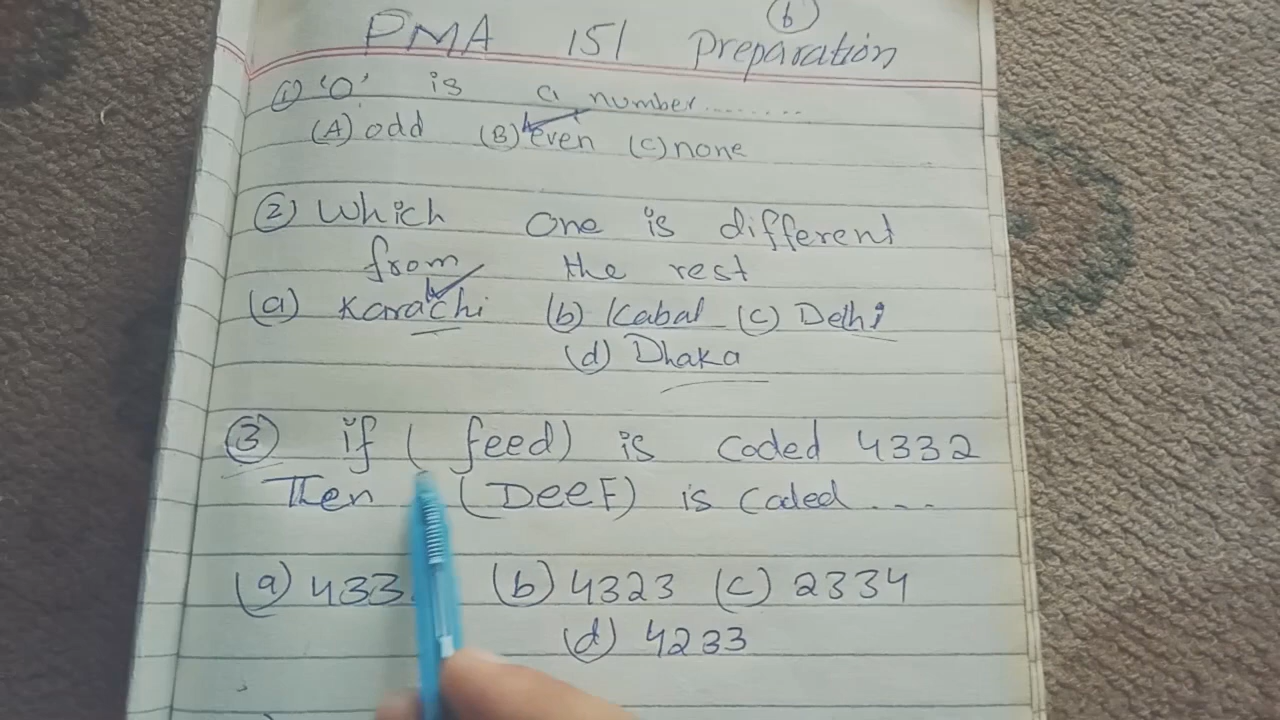 (6)
PMA 151 Preparation
(1) 'O' is a number........
(A) odd (B) even (C) none
(2) Which one is different
from the rest
(a) Karachi (b) Kabal (c) Delhi
(d) Dhaka
(3) if ( feed) is coded 4332
Then (DeeF) is coded ...
(a) 433 (b) 4323 (c) 2334
(d) 4233